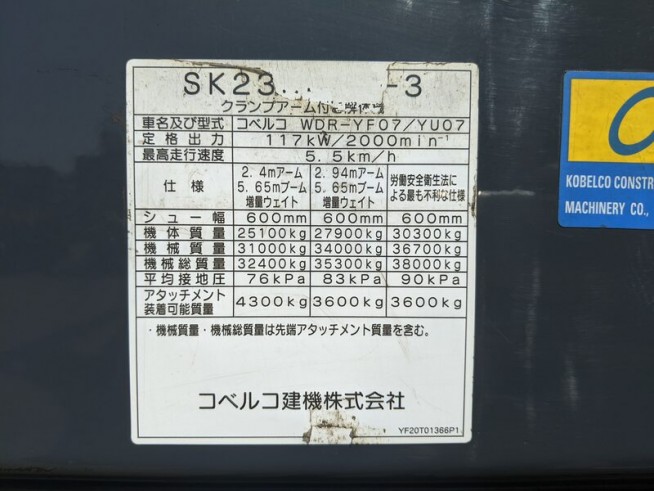 SK23... -3
クランプアーム付き解体機
車名及び型式 コベルコ WDR-YF07/YU07
定格出力 117kW/2000min⁻¹
最高走行速度 5.5km/h
仕様 2.4mアーム 5.65mブーム 増量ウェイト 2.94mアーム 5.65mブーム 増量ウェイト 労働安全衛生法による最も不利な仕様
シュー幅 600mm 600mm 600mm
機体質量 25100kg 27900kg 30300kg
機械質量 31000kg 34000kg 36700kg
機械総質量 32400kg 35300kg 38000kg
平均接地圧 76kPa 83kPa 90kPa
アタッチメント装着可能質量 4300kg 3600kg 3600kg
・機械質量・機械総質量は先端アタッチメント質量を含む。
コベルコ建機株式会社
YF20T01366P1
KOBELCO CONSTR
MACHINERY CO.,